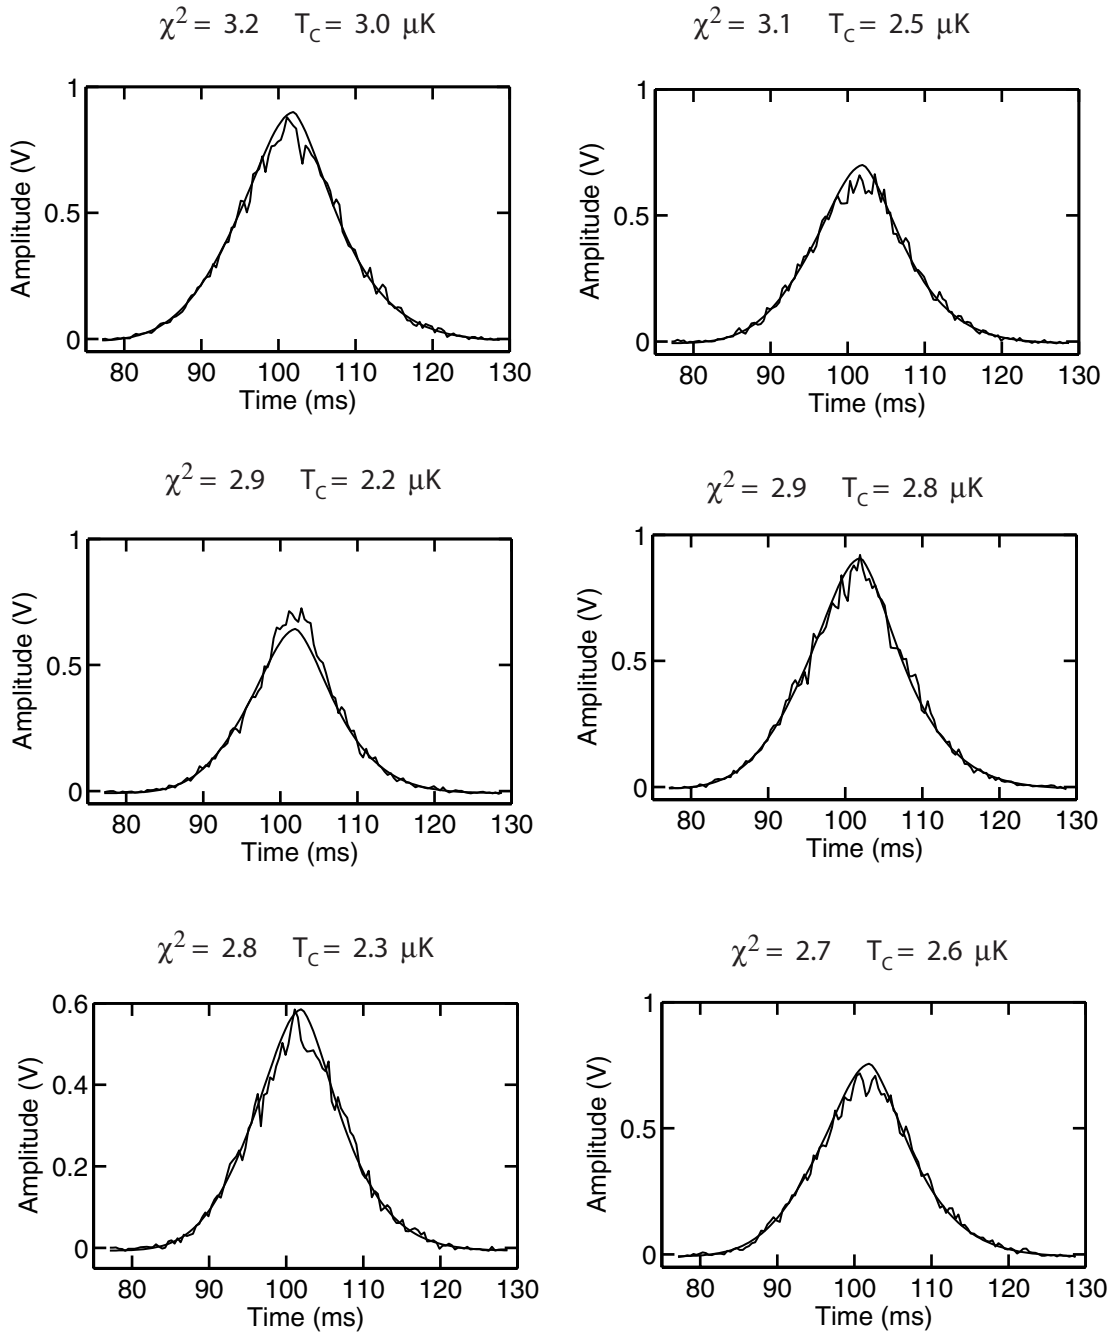 χ² = 3.2 T_C = 3.0 μK
1
0.5
0
Amplitude (V)
80 90 100 110 120 130
Time (ms)
χ² = 3.1 T_C = 2.5 μK
1
0.5
0
Amplitude (V)
80 90 100 110 120 130
Time (ms)
χ² = 2.9 T_C = 2.2 μK
1
0.5
0
Amplitude (V)
80 90 100 110 120 130
Time (ms)
χ² = 2.9 T_C = 2.8 μK
1
0.5
0
Amplitude (V)
80 90 100 110 120 130
Time (ms)
χ² = 2.8 T_C = 2.3 μK
0.6
0.4
0.2
0
Amplitude (V)
80 90 100 110 120 130
Time (ms)
χ² = 2.7 T_C = 2.6 μK
1
0.5
0
Amplitude (V)
80 90 100 110 120 130
Time (ms)